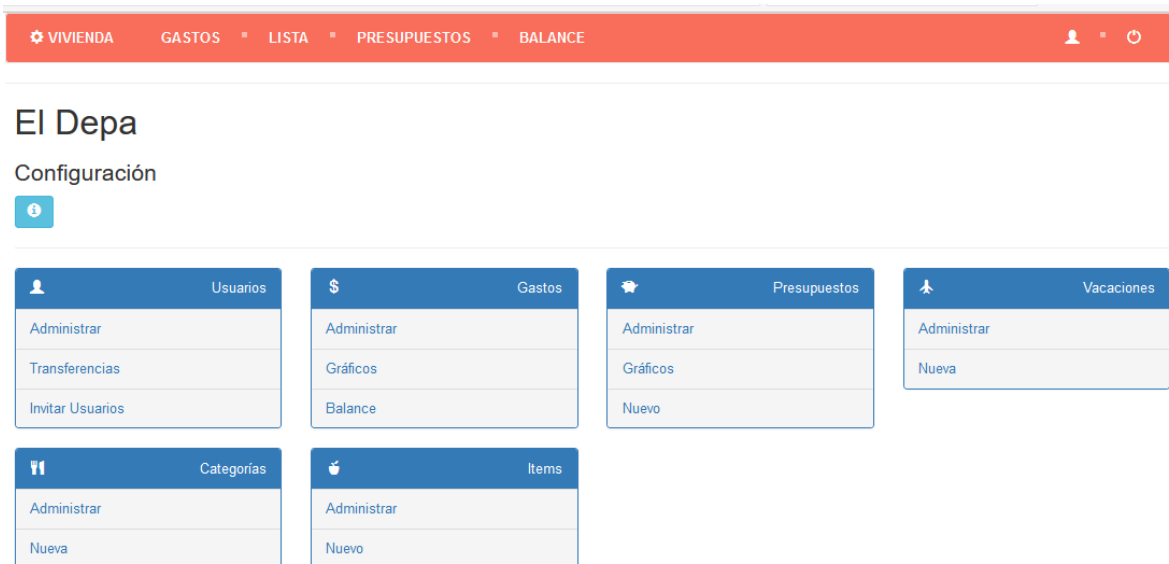 VIVIENDA GASTOS LISTA PRESUPUESTOS BALANCE
El Depa
Configuración
Usuarios
Administrar
Transferencias
Invitar Usuarios
$ Gastos
Administrar
Gráficos
Balance
Presupuestos
Administrar
Gráficos
Nuevo
Vacaciones
Administrar
Nueva
Categorías
Administrar
Nueva
Items
Administrar
Nuevo